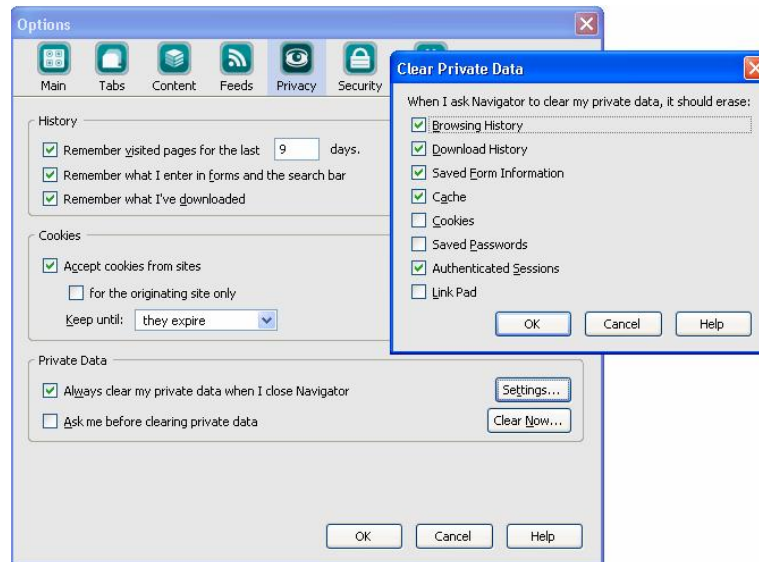 Options
Main Tabs Content Feeds Privacy Security
History
Remember visited pages for the last 9 days.
Remember what I enter in forms and the search bar
Remember what I've downloaded
Cookies
Accept cookies from sites
for the originating site only
Keep until: they expire
Private Data
Always clear my private data when I close Navigator
Settings...
Ask me before clearing private data
Clear Now...
OK Cancel Help
Clear Private Data
When I ask Navigator to clear my private data, it should erase:
Browsing History
Download History
Saved Form Information
Cache
Cookies
Saved Passwords
Authenticated Sessions
Link Pad
OK Cancel Help